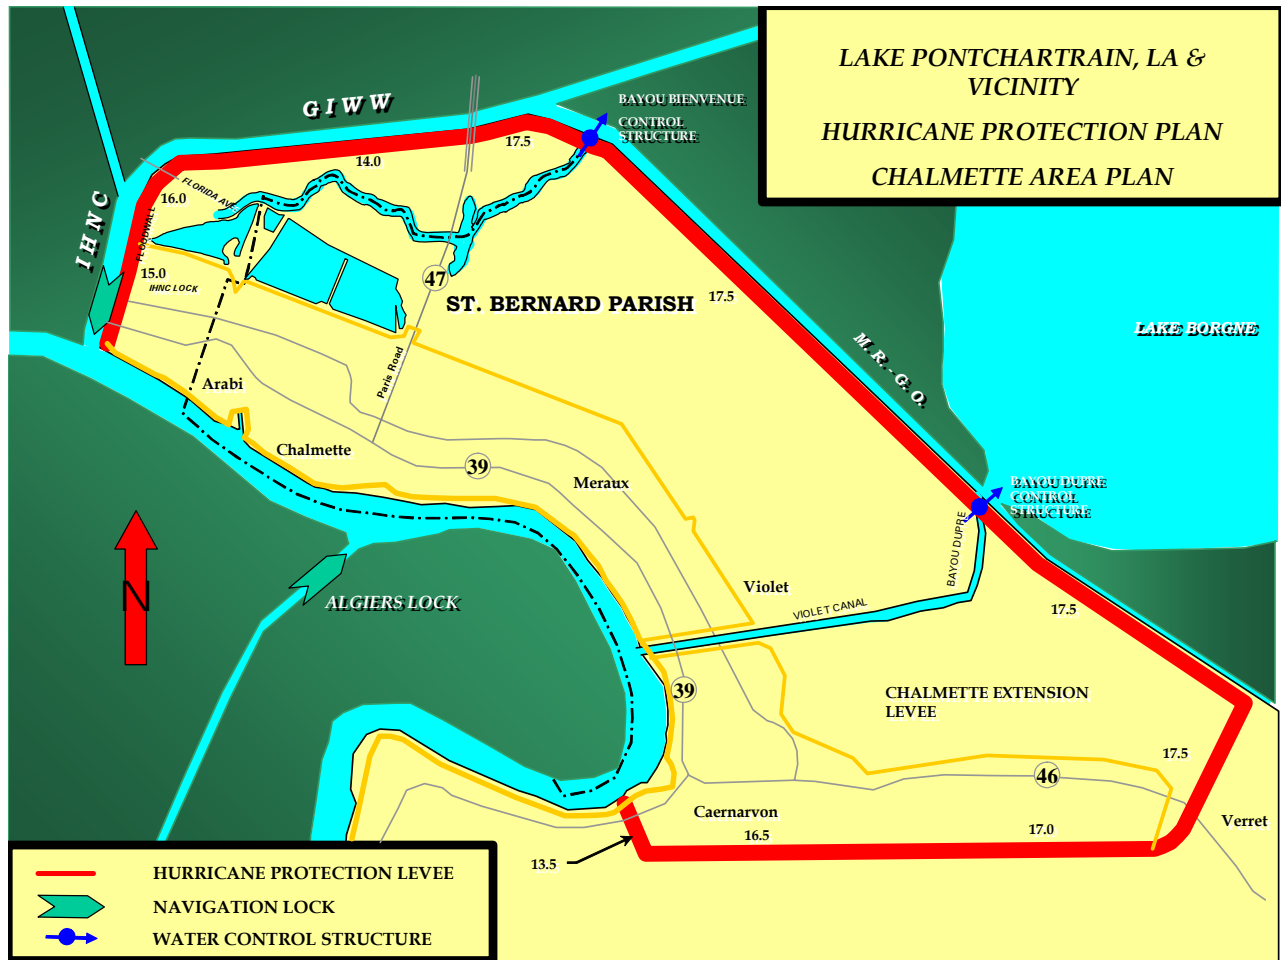 LAKE PONTCHARTRAIN, LA &
VICINITY
HURRICANE PROTECTION PLAN
CHALMETTE AREA PLAN
GIWW
BAYOU BIENVENUE
CONTROL
STRUCTURE
17.5
14.0
FLORIDA AVE.
16.0
IHNC
FLOODWALL
15.0
IHNC LOCK
47
ST. BERNARD PARISH
17.5
LAKE BORGNE
M.R.-G.O.
Paris Road
Arabi
Chalmette
39
Meraux
BAYOU DUPRE
CONTROL
STRUCTURE
BAYOU DUPRE
N
ALGIERS LOCK
Violet
VIOLET CANAL
17.5
39
CHALMETTE EXTENSION
LEVEE
17.5
46
Caernarvon
16.5
17.0
Verret
13.5
HURRICANE PROTECTION LEVEE
NAVIGATION LOCK
WATER CONTROL STRUCTURE